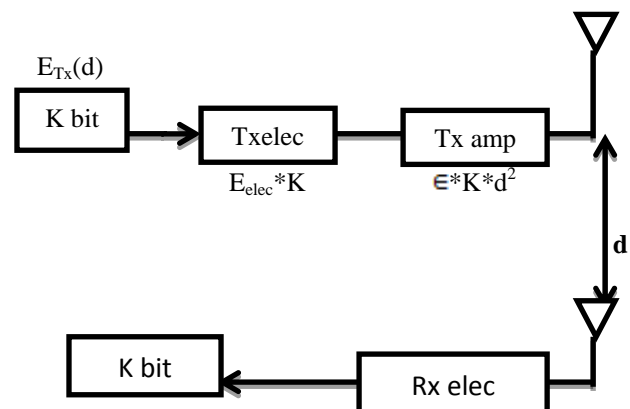 E_Tx(d)
K bit
Txelec
Tx amp
E_elec*K
∈*K*d²
d
K bit
Rx elec